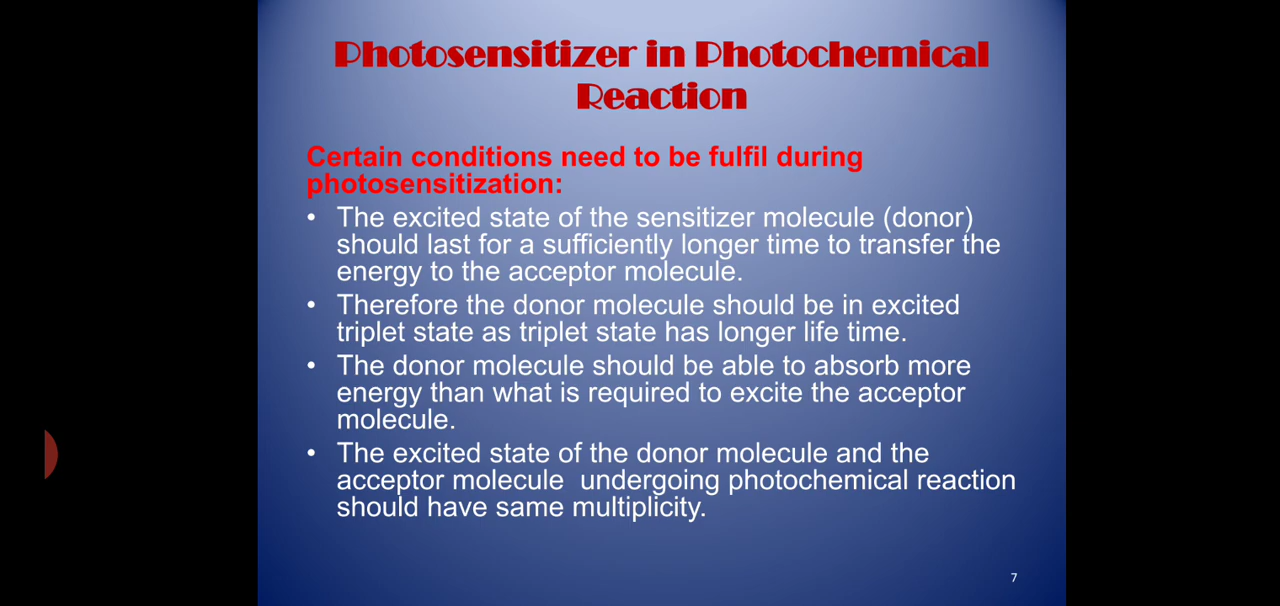 Photosensitizer in Photochemical
Reaction
Certain conditions need to be fulfil during
photosensitization:
• The excited state of the sensitizer molecule (donor)
should last for a sufficiently longer time to transfer the
energy to the acceptor molecule.
• Therefore the donor molecule should be in excited
triplet state as triplet state has longer life time.
• The donor molecule should be able to absorb more
energy than what is required to excite the acceptor
molecule.
• The excited state of the donor molecule and the
acceptor molecule  undergoing photochemical reaction
should have same multiplicity.
7